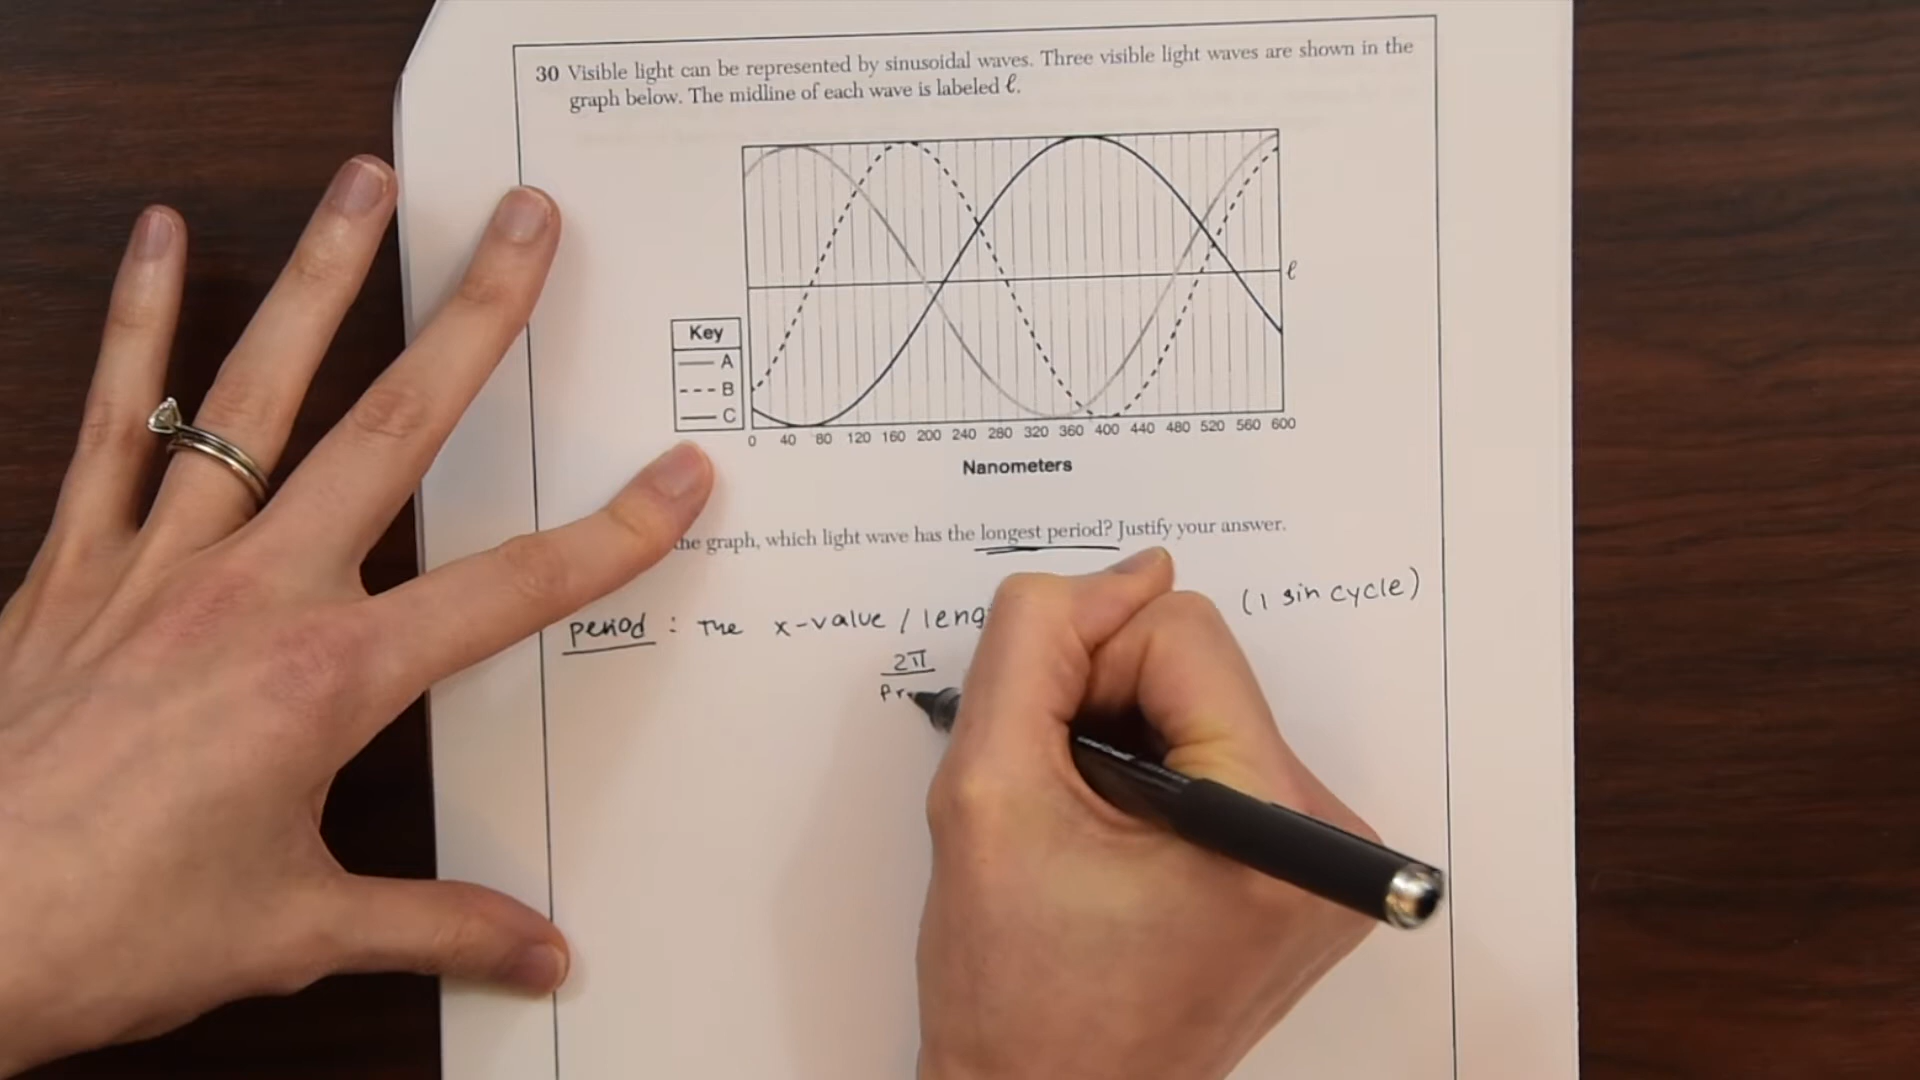 30 Visible light can be represented by sinusoidal waves. Three visible light waves are shown in the
graph below. The midline of each wave is labeled ℓ.
ℓ
Key
A
B
C
0 40 80 120 160 200 240 280 320 360 400 440 480 520 560 600
Nanometers
the graph, which light wave has the longest period? Justify your answer.
period : The x-value / leng (1 sin cycle)
2π
Pr